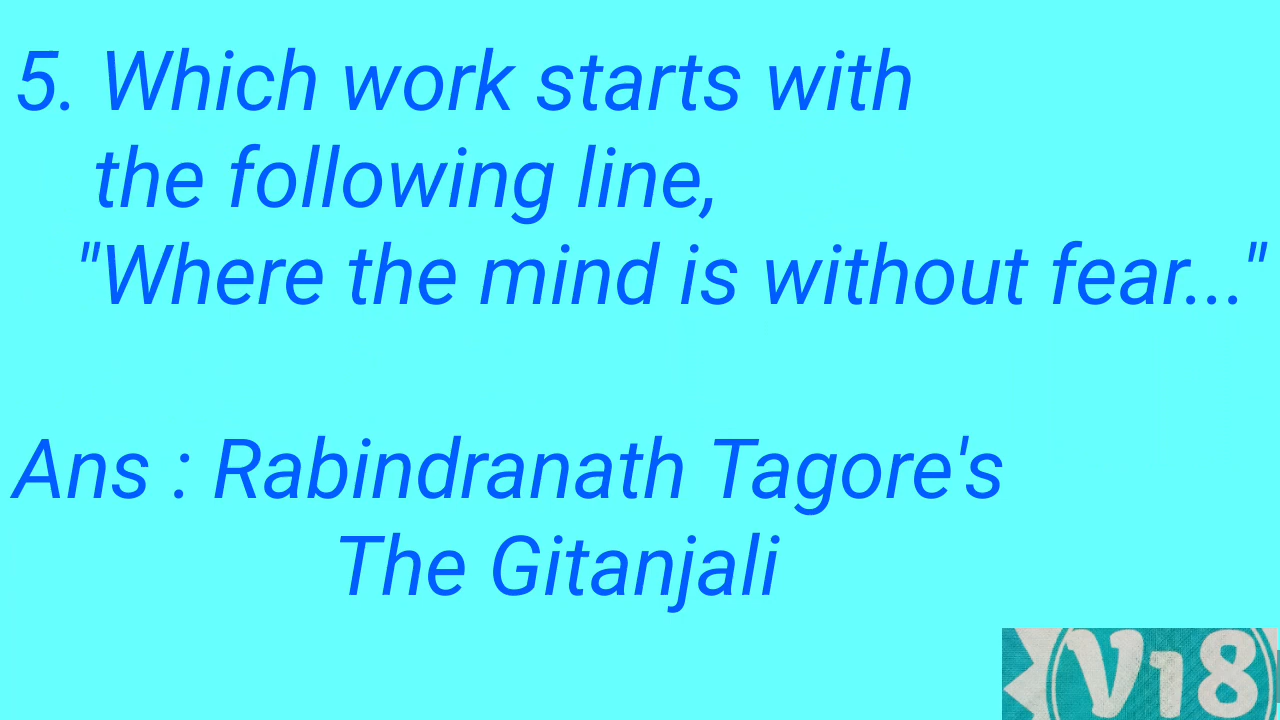 5. Which work starts with
the following line,
"Where the mind is without fear..."
Ans : Rabindranath Tagore's
The Gitanjali
V18